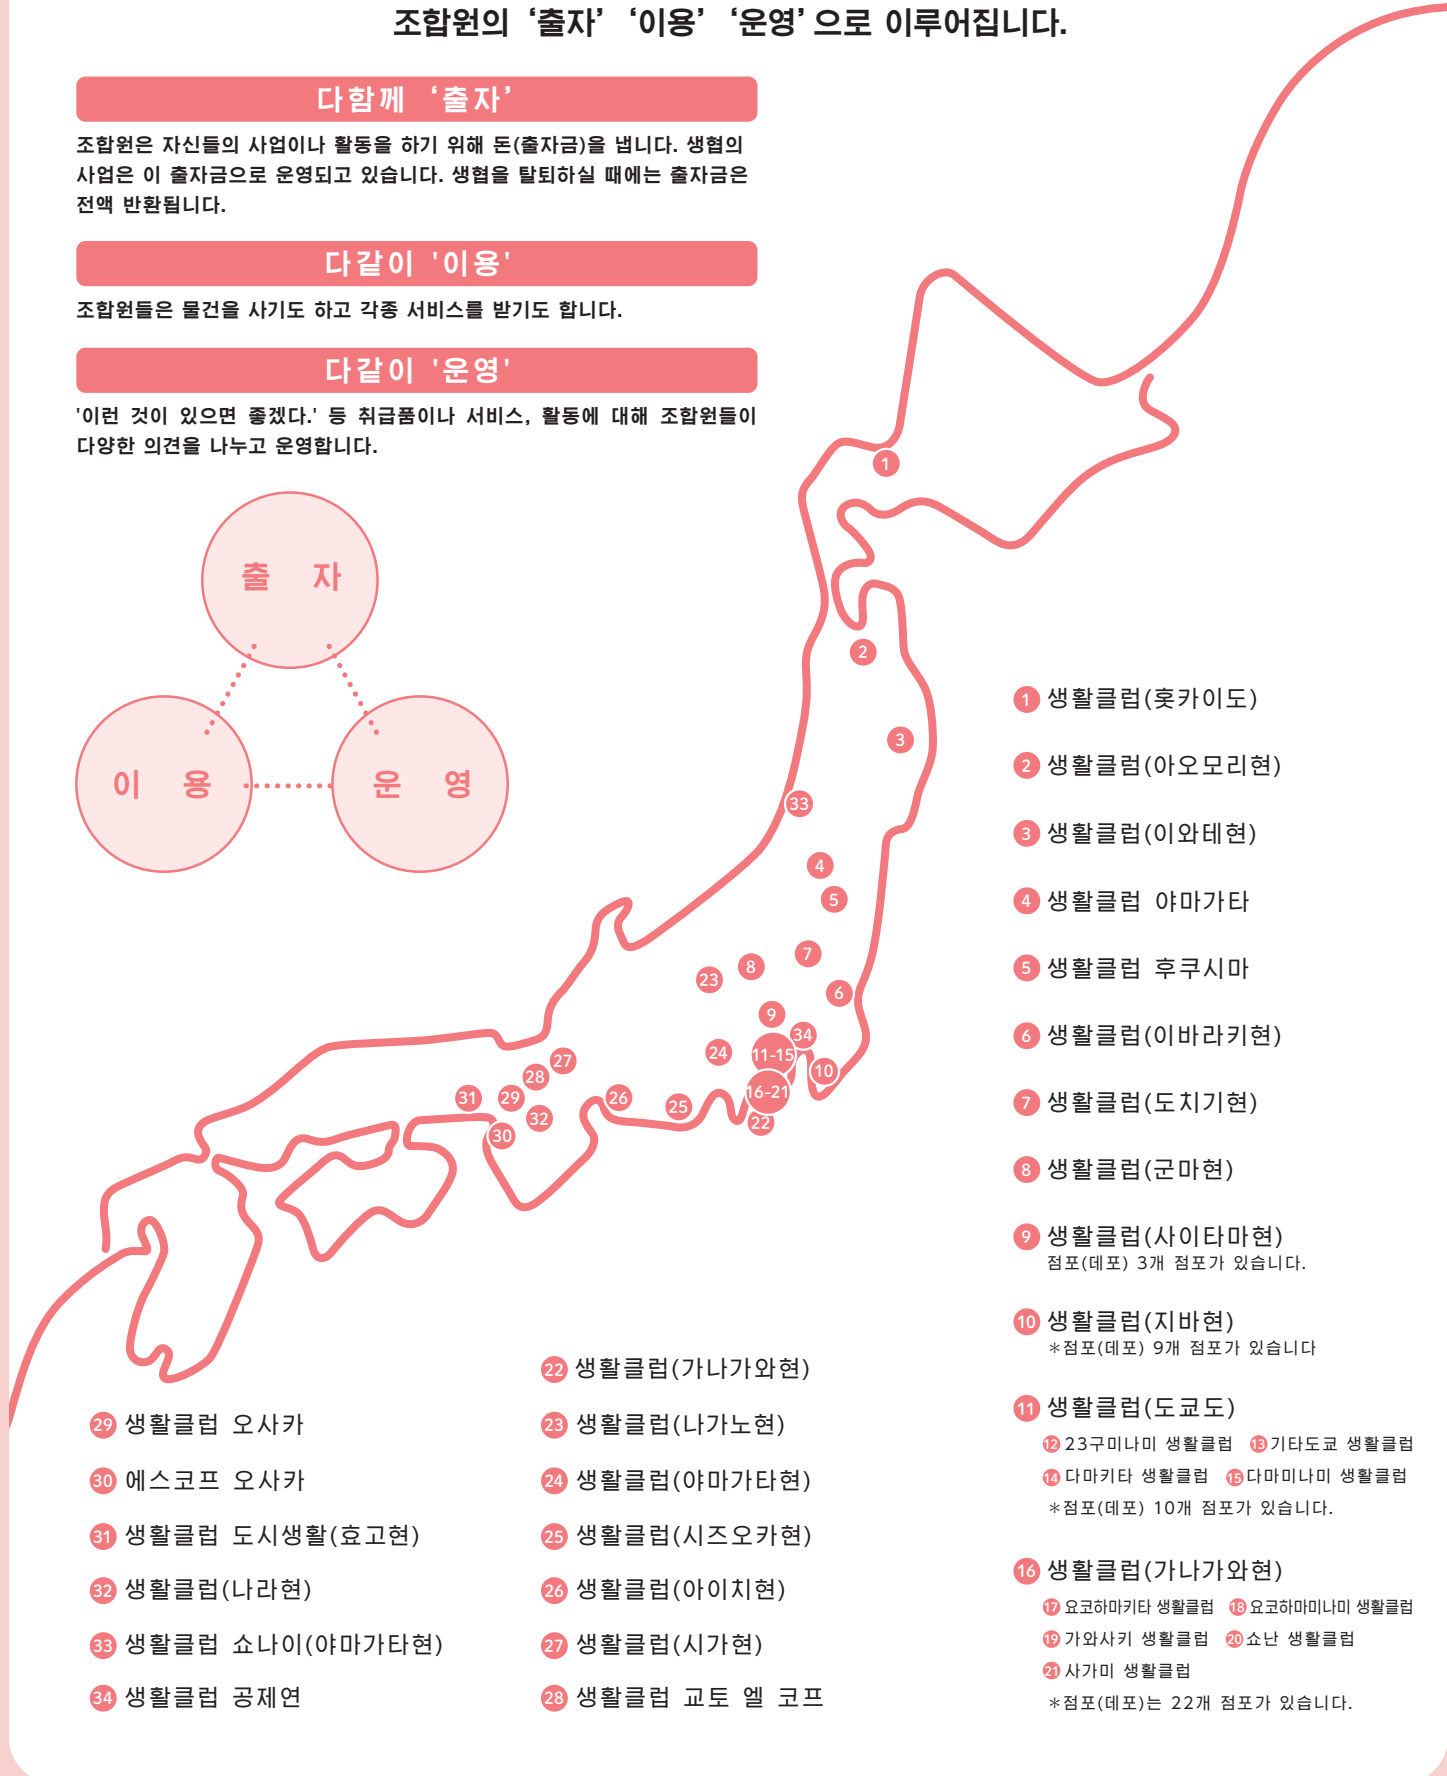 조합원의 ‘출자’ ‘이용’ ‘운영’으로 이루어집니다.
다함께 ‘출자’
조합원은 자신들의 사업이나 활동을 하기 위해 돈(출자금)을 냅니다. 생협의
사업은 이 출자금으로 운영되고 있습니다. 생협을 탈퇴하실 때에는 출자금은
전액 반환됩니다.
다같이 '이용'
조합원들은 물건을 사기도 하고 각종 서비스를 받기도 합니다.
다같이 '운영'
'이런 것이 있으면 좋겠다.' 등 취급품이나 서비스, 활동에 대해 조합원들이
다양한 의견을 나누고 운영합니다.
출 자
이 용
운 영
1
2
3
33
4
5
7
8
23
6
9
34
24
11-15
10
27
28
16-21
31
29
26
25
32
22
30
1 생활클럽(홋카이도)
2 생활클럼(아오모리현)
3 생활클럽(이와테현)
4 생활클럽 야마가타
5 생활클럽 후쿠시마
6 생활클럽(이바라키현)
7 생활클럽(도치기현)
8 생활클럽(군마현)
9 생활클럽(사이타마현)
점포(데포) 3개 점포가 있습니다.
10 생활클럽(지바현)
*점포(데포) 9개 점포가 있습니다
11 생활클럽(도쿄도)
12 23구미나미 생활클럽 13 기타도쿄 생활클럽
14 다마키타 생활클럽 15 다마미나미 생활클럽
*점포(데포) 10개 점포가 있습니다.
16 생활클럽(가나가와현)
17 요코하마키타 생활클럽 18 요코하마미나미 생활클럽
19 가와사키 생활클럽 20 쇼난 생활클럽
21 사가미 생활클럽
*점포(데포)는 22개 점포가 있습니다.
22 생활클럽(가나가와현)
23 생활클럽(나가노현)
24 생활클럽(야마가타현)
25 생활클럽(시즈오카현)
26 생활클럽(아이치현)
27 생활클럽(시가현)
28 생활클럽 교토 엘 코프
29 생활클럽 오사카
30 에스코프 오사카
31 생활클럽 도시생활(효고현)
32 생활클럽(나라현)
33 생활클럽 쇼나이(야마가타현)
34 생활클럽 공제연